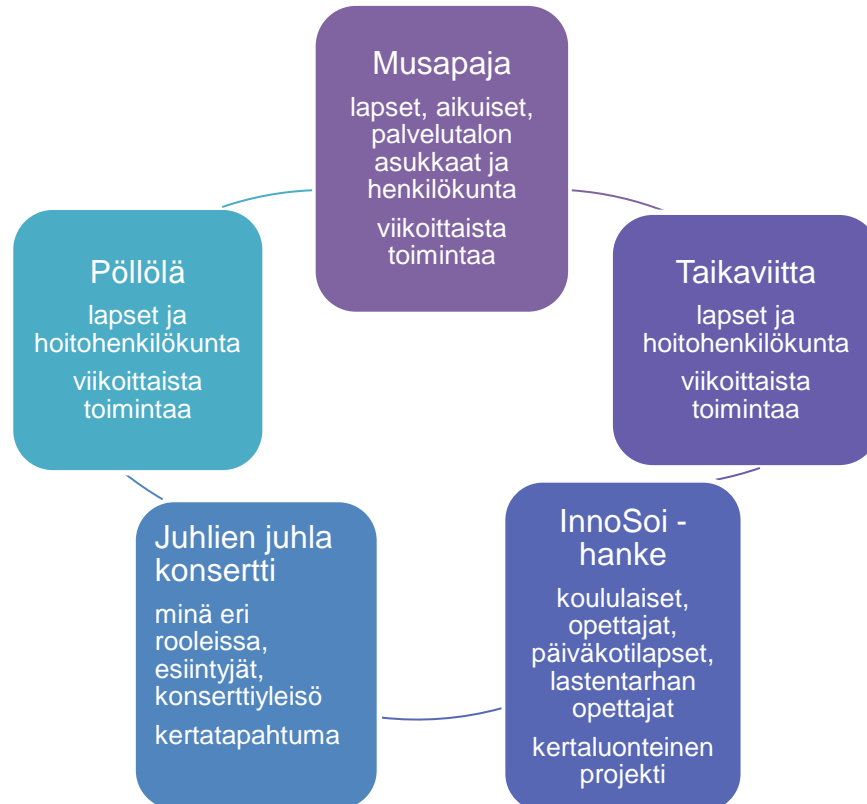 Musapaja
lapset, aikuiset,
palvelutalon
asukkaat ja
henkilökunta
viikoittaista
toimintaa
Pöllölä
lapset ja
hoitohenkilökunta
viikoittaista
toimintaa
Taikaviitta
lapset ja
hoitohenkilökunta
viikoittaista
toimintaa
Juhlien juhla
konsertti
minä eri
rooleissa,
esiintyjät,
konserttiyleisö
kertatapahtuma
InnoSoi -
hanke
koululaiset,
opettajat,
päiväkotilapset,
lastentarhan
opettajat
kertaluonteinen
projekti